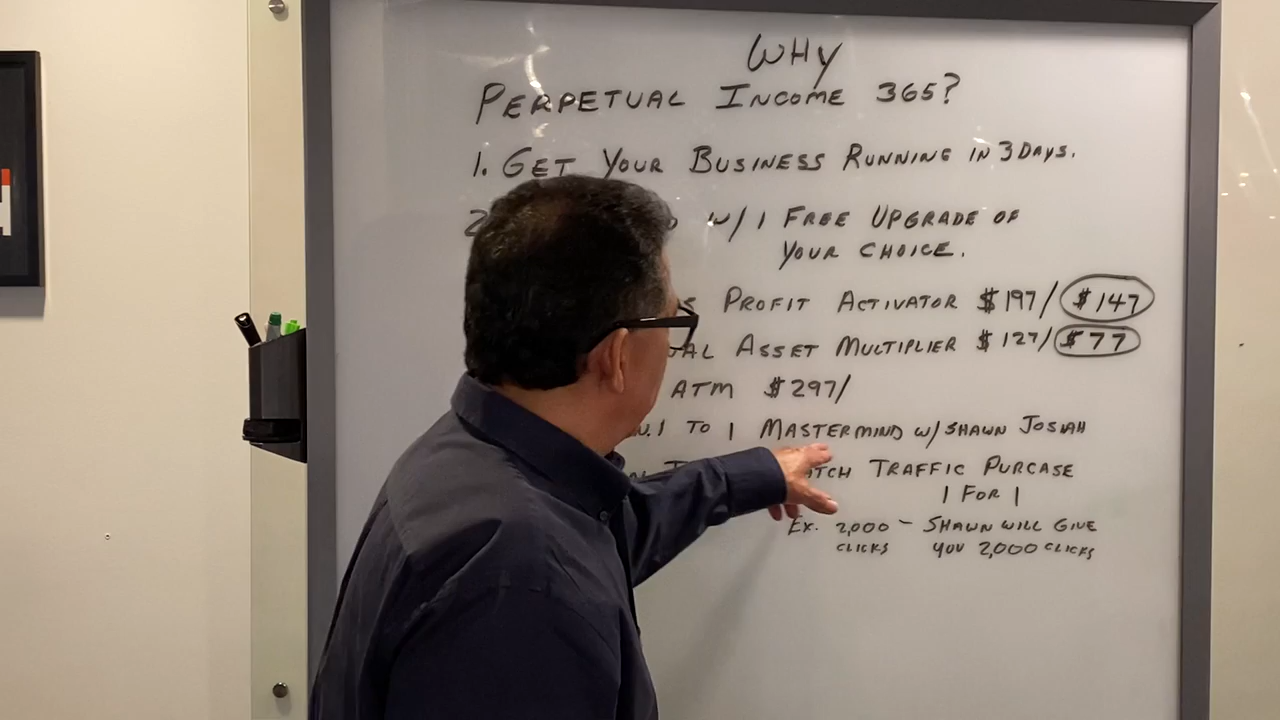 WHY
PERPETUAL INCOME 365?
1. GET YOUR BUSINESS RUNNING IN 3 DAYS.
2 W/ 1 FREE UPGRADE OF
YOUR CHOICE.
PROFIT ACTIVATOR $197/ $147
ASSET MULTIPLIER $127/ $77
ATM $297/
1 TO 1 MASTERMIND W/ SHAWN JOSIAH
TRAFFIC PURCASE
1 FOR 1
EX. 2,000 – SHAWN WILL GIVE
CLICKS YOU 2,000 CLICKS